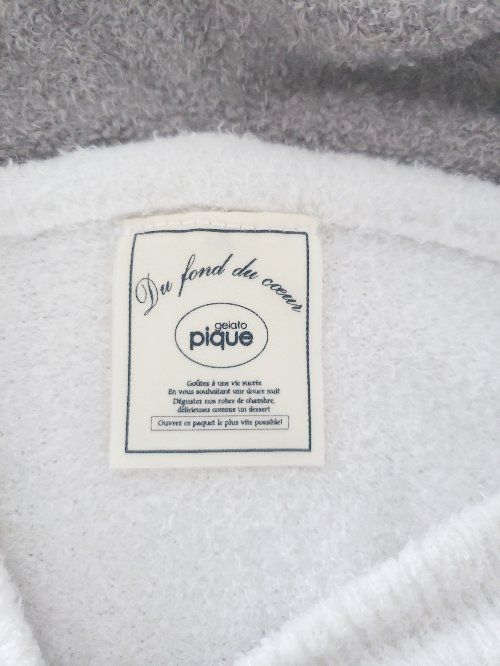 Du fond du cœur
gelato
pique
Goûtez à une vie sucrée
En vous souhaitant une douce nuit
Dégustez nos robes de chambre,
délicieuses comme un dessert
Ouvrez ce paquet le plus vite possible!